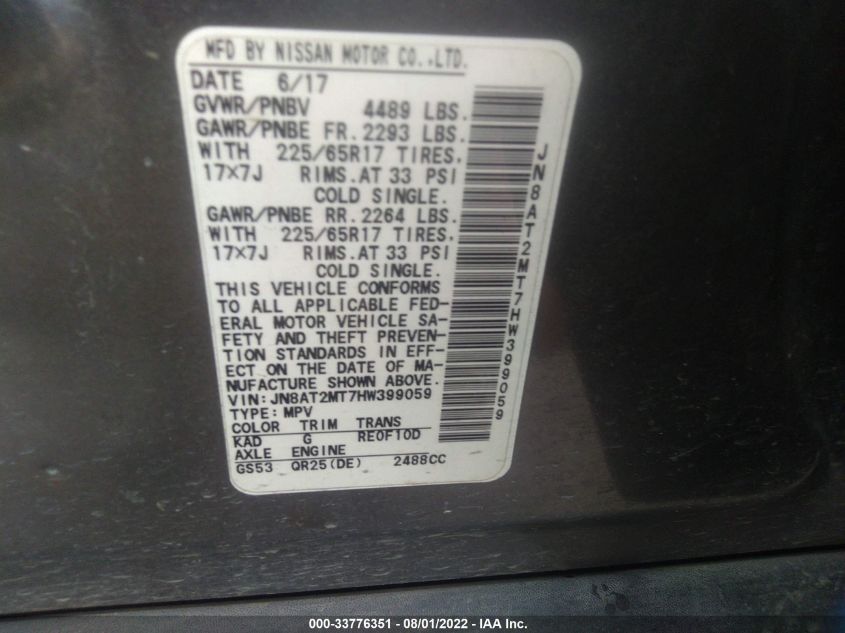 MFD BY NISSAN MOTOR CO.,LTD.
DATE 6/17
GVWR/PNBV 4489 LBS.
GAWR/PNBE FR. 2293 LBS.
WITH 225/65R17 TIRES.
17×7J RIMS.AT 33 PSI
COLD SINGLE.
GAWR/PNBE RR. 2264 LBS.
WITH 225/65R17 TIRES.
17×7J RIMS.AT 33 PSI
COLD SINGLE.
THIS VEHICLE CONFORMS
TO ALL APPLICABLE FED-
ERAL MOTOR VEHICLE SA-
FETY AND THEFT PREVEN-
TION STANDARDS IN EFF-
ECT ON THE DATE OF MA-
NUFACTURE SHOWN ABOVE.
VIN:JN8AT2MT7HW399059
TYPE:MPV
COLOR TRIM TRANS
KAD G RE0F10D
AXLE ENGINE
GS53 QR25(DE) 2488CC
JN8AT2MT7HW399059
000-33776351 - 08/01/2022 - IAA Inc.